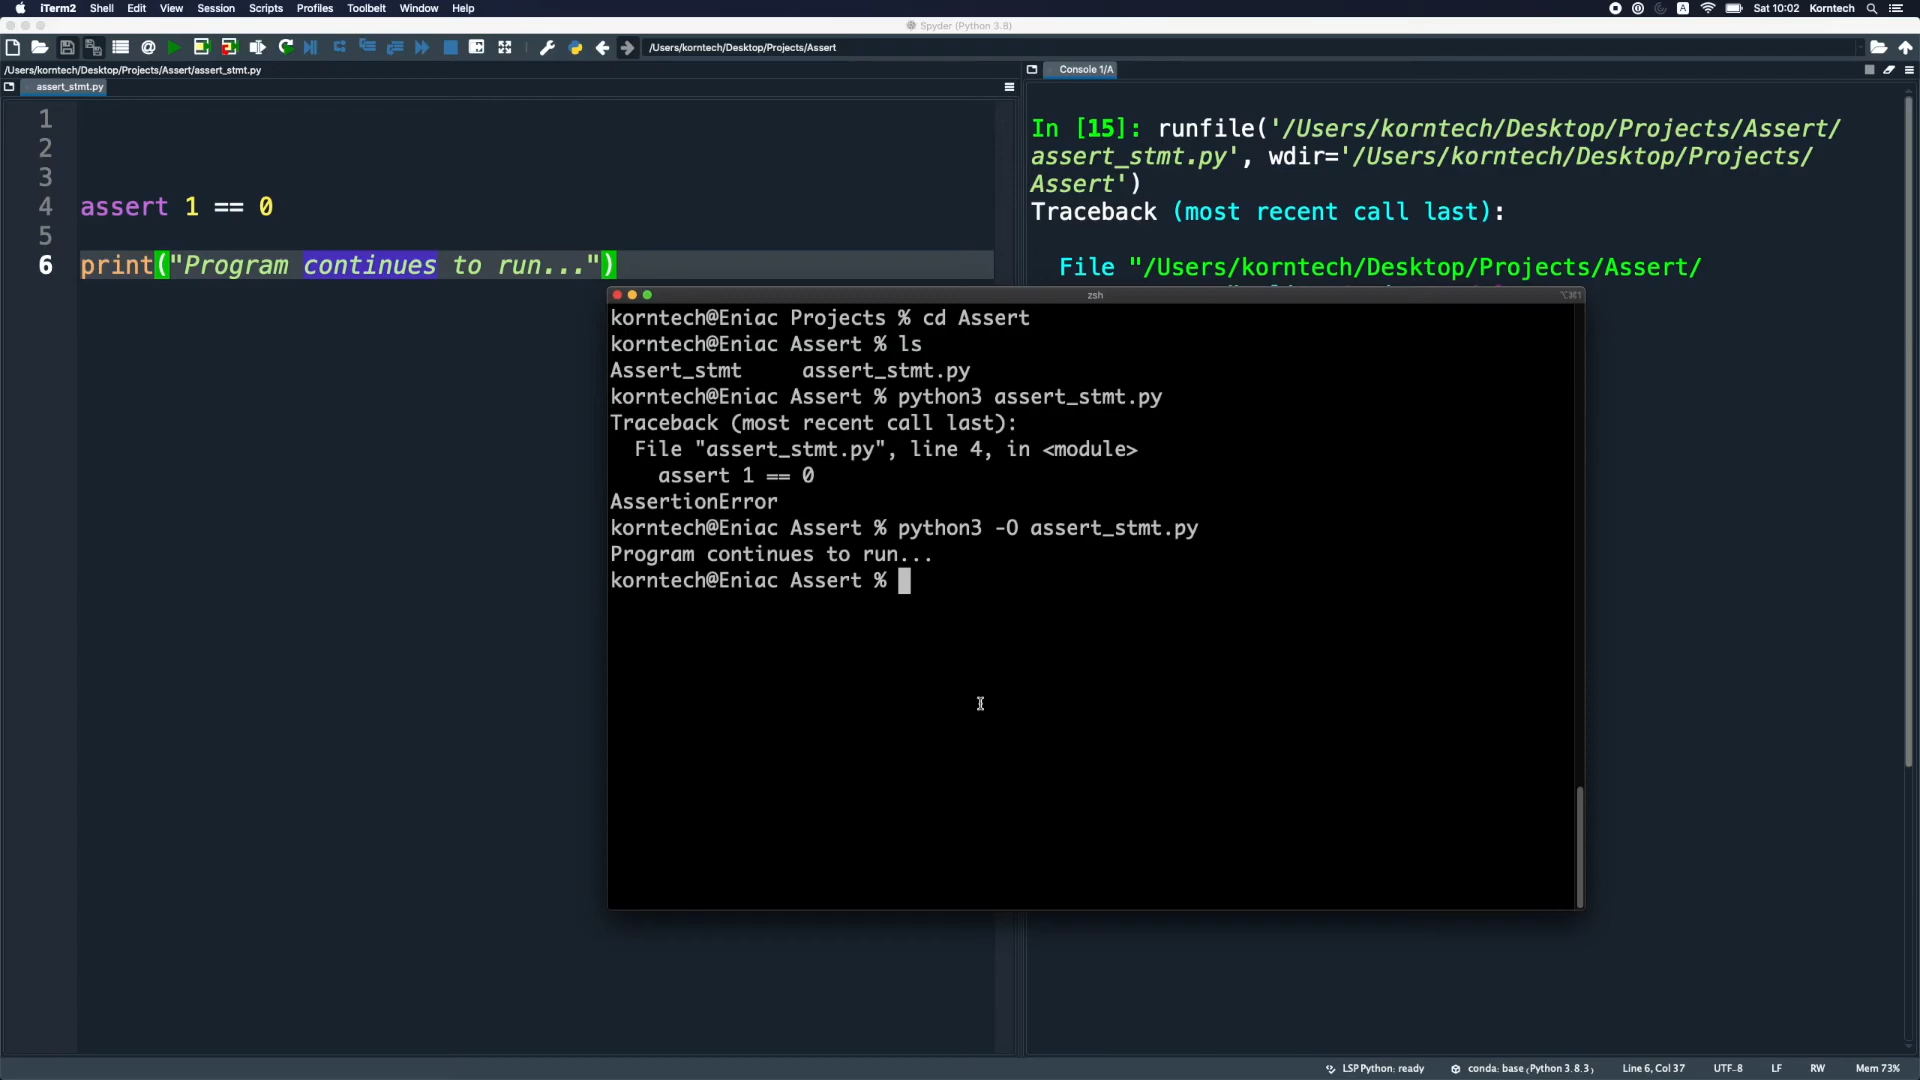 iTerm2 Shell Edit View Session Scripts Profiles Toolbelt Window Help
A Sat 10:02 Korntech
Spyder (Python 3.8)
/Users/korntech/Desktop/Projects/Assert
/Users/korntech/Desktop/Projects/Assert/assert_stmt.py
assert_stmt.py
1
2
3
4 assert 1 == 0
5
6 print("Program continues to run...")
Console 1/A
In [15]: runfile('/Users/korntech/Desktop/Projects/Assert/
assert_stmt.py', wdir='/Users/korntech/Desktop/Projects/
Assert')
Traceback (most recent call last):
File "/Users/korntech/Desktop/Projects/Assert/
zsh
⌥⌘1
korntech@Eniac Projects % cd Assert
korntech@Eniac Assert % ls
Assert_stmt assert_stmt.py
korntech@Eniac Assert % python3 assert_stmt.py
Traceback (most recent call last):
File "assert_stmt.py", line 4, in <module>
assert 1 == 0
AssertionError
korntech@Eniac Assert % python3 -O assert_stmt.py
Program continues to run...
korntech@Eniac Assert %
LSP Python: ready conda: base (Python 3.8.3) Line 6, Col 37 UTF-8 LF RW Mem 73%